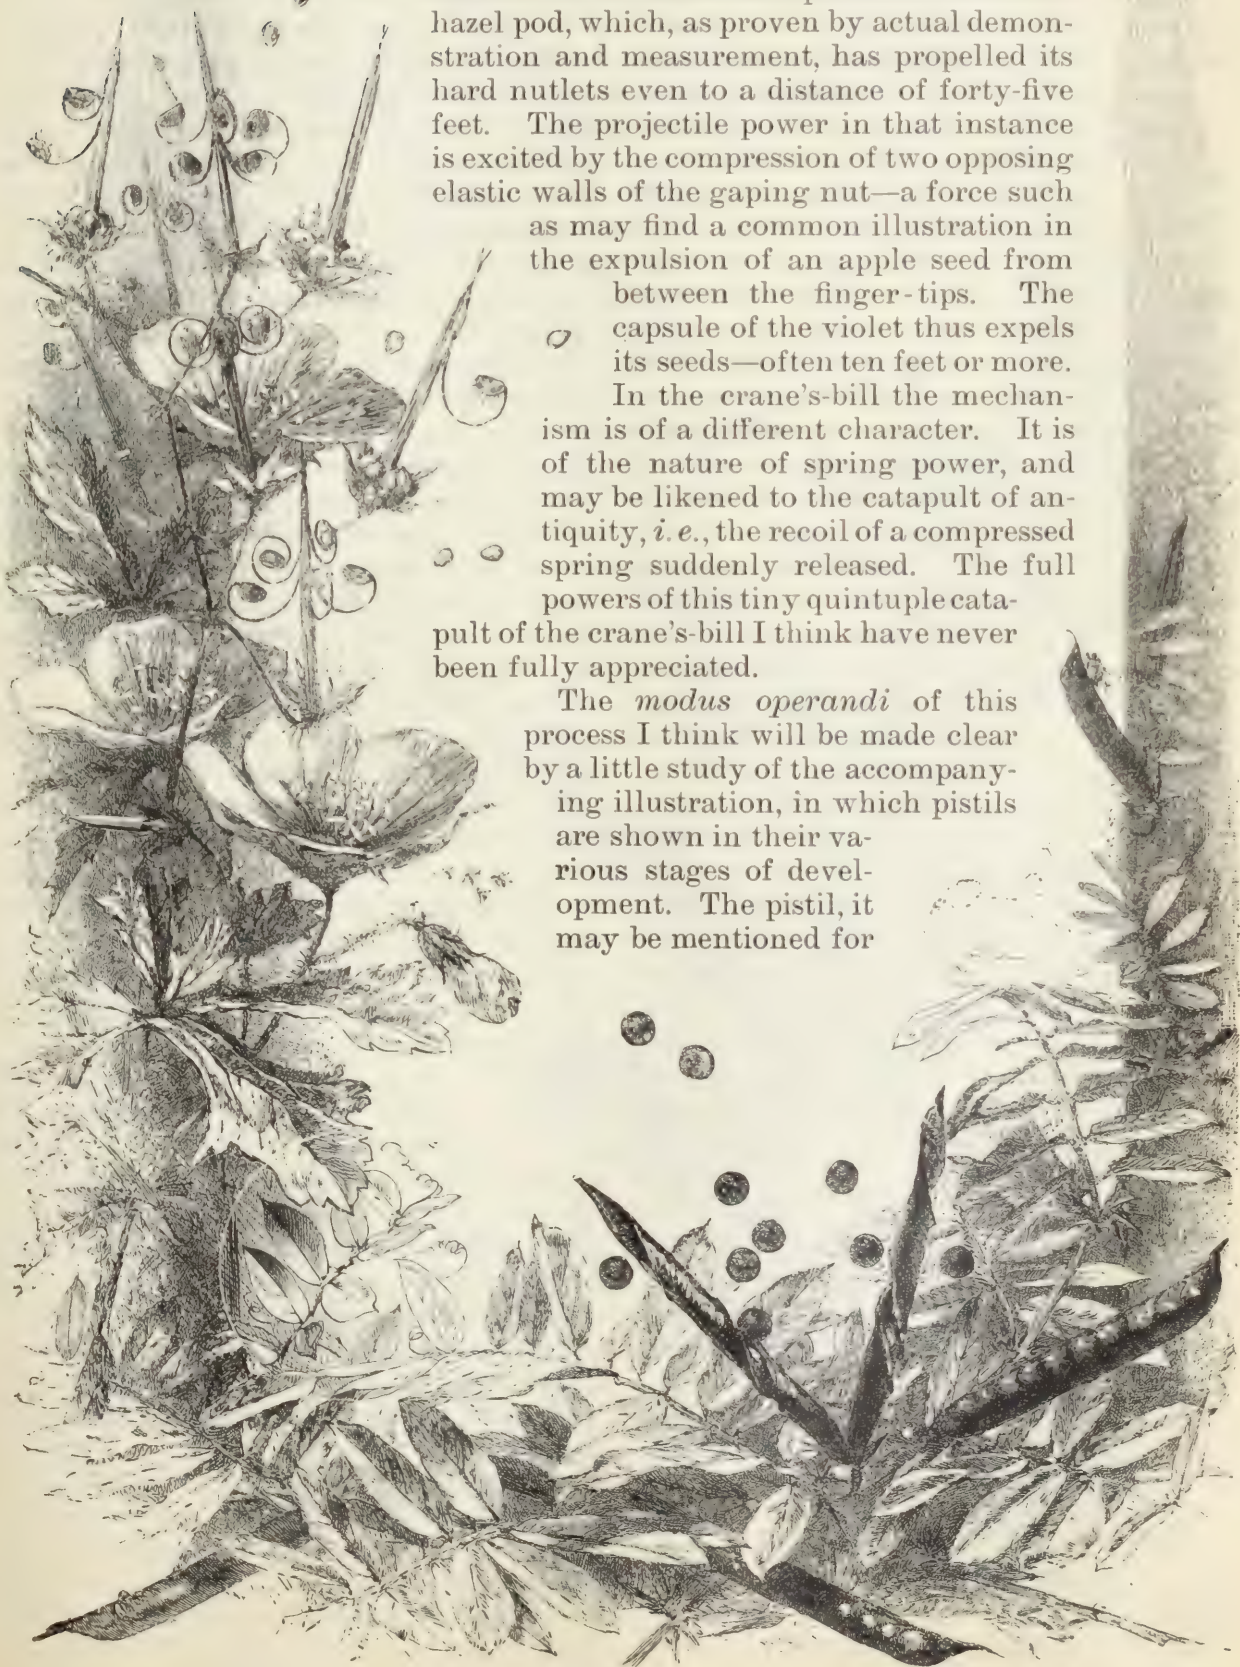 hazel pod, which, as proven by actual demon-
stration and measurement, has propelled its
hard nutlets even to a distance of forty-five
feet. The projectile power in that instance
is excited by the compression of two opposing
elastic walls of the gaping nut—a force such
as may find a common illustration in
the expulsion of an apple seed from
between the finger-tips. The
capsule of the violet thus expels
its seeds—often ten feet or more.
In the crane's-bill the mechan-
ism is of a different character. It is
of the nature of spring power, and
may be likened to the catapult of an-
tiquity, i. e., the recoil of a compressed
spring suddenly released. The full
powers of this tiny quintuple cata-
pult of the crane's-bill I think have never
been fully appreciated.
The modus operandi of this
process I think will be made clear
by a little study of the accompany-
ing illustration, in which pistils
are shown in their va-
rious stages of devel-
opment. The pistil, it
may be mentioned for